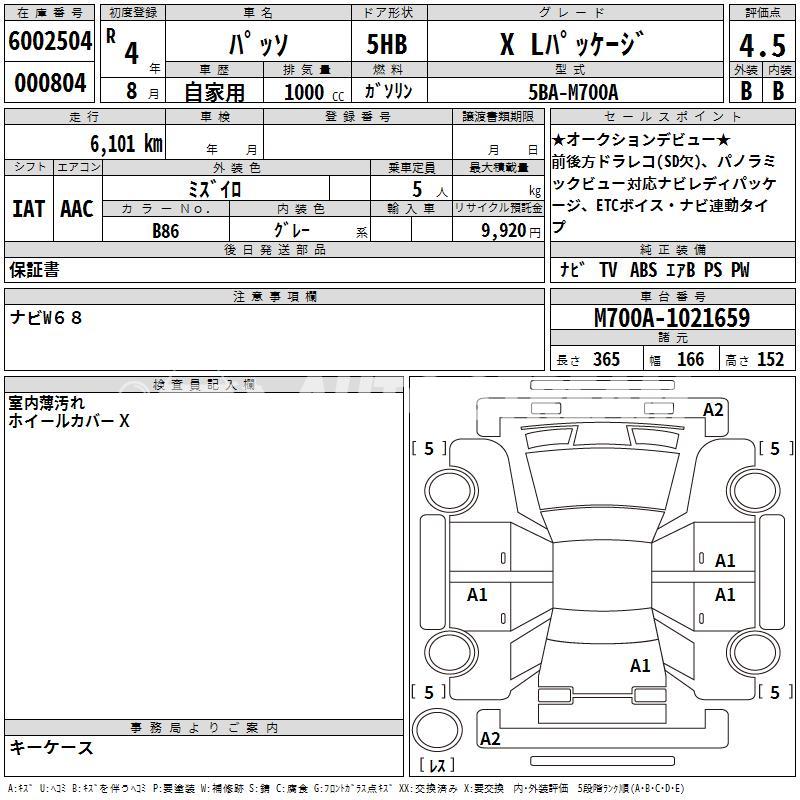 在庫番号
6002504
000804
初度登録
R 4 年
8 月
車名
パッソ
ドア形状
5HB
グレード
X Lパッケージ
評価点
4.5
外装 内装
B B
車歴
自家用
排気量
1000 CC
燃料
ガソリン
型式
5BA-M700A
走行
6,101 km
車検
年 月
登録番号
譲渡書類期限
月 日
シフト
IAT
エアコン
AAC
外装色
ミズイロ
乗車定員
5 人
最大積載量
kg
カラーNo.
B86
内装色
グレー 系
輸入車
リサイクル預託金
9,920 円
後日発送部品
保証書
セールスポイント
★オークションデビュー★
前後方ドラレコ(SD欠)、パノラミ
ックビュー対応ナビレディパッケ
ージ、ETCボイス・ナビ連動タイ
プ
純正装備
ナビ TV ABS エアB PS PW
注意事項欄
ナビW68
車台番号
M700A-1021659
諸元
長さ 365 幅 166 高さ 152
検査員記入欄
室内薄汚れ
ホイールカバーX
事務局よりご案内
キーケース
A2
[ 5 ] [ 5 ]
A1
A1 A1
A1
[ 5 ] [ 5 ]
A2
[ レス ]
A:キズ U:ヘコミ B:キズを伴うヘコミ P:要塗装 W:補修跡 S:錆 C:腐食 G:フロントガラス点キズ XX:交換済み X:要交換 内・外装評価 5段階ランク順(A・B・C・D・E)